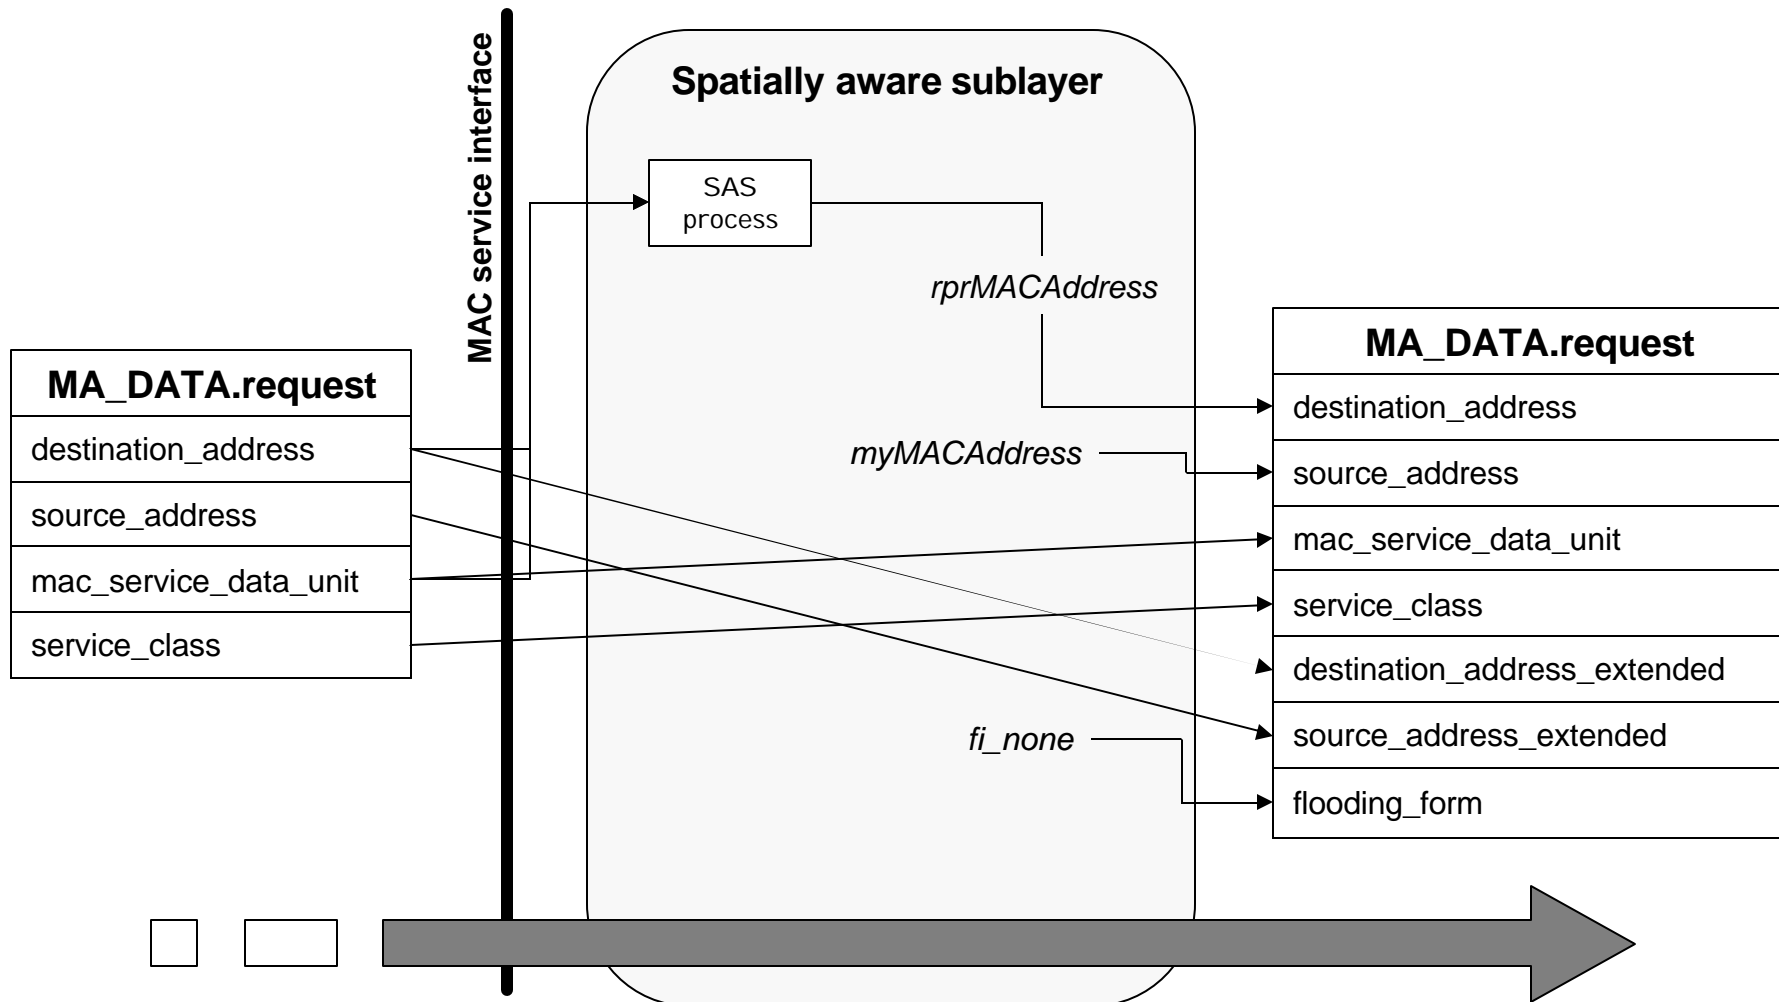 MAC service interface
Spatially aware sublayer
SAS
process
rprMACAddress
myMACAddress
fi_none
MA_DATA.request
destination_address
source_address
mac_service_data_unit
service_class
MA_DATA.request
destination_address
source_address
mac_service_data_unit
service_class
destination_address_extended
source_address_extended
flooding_form